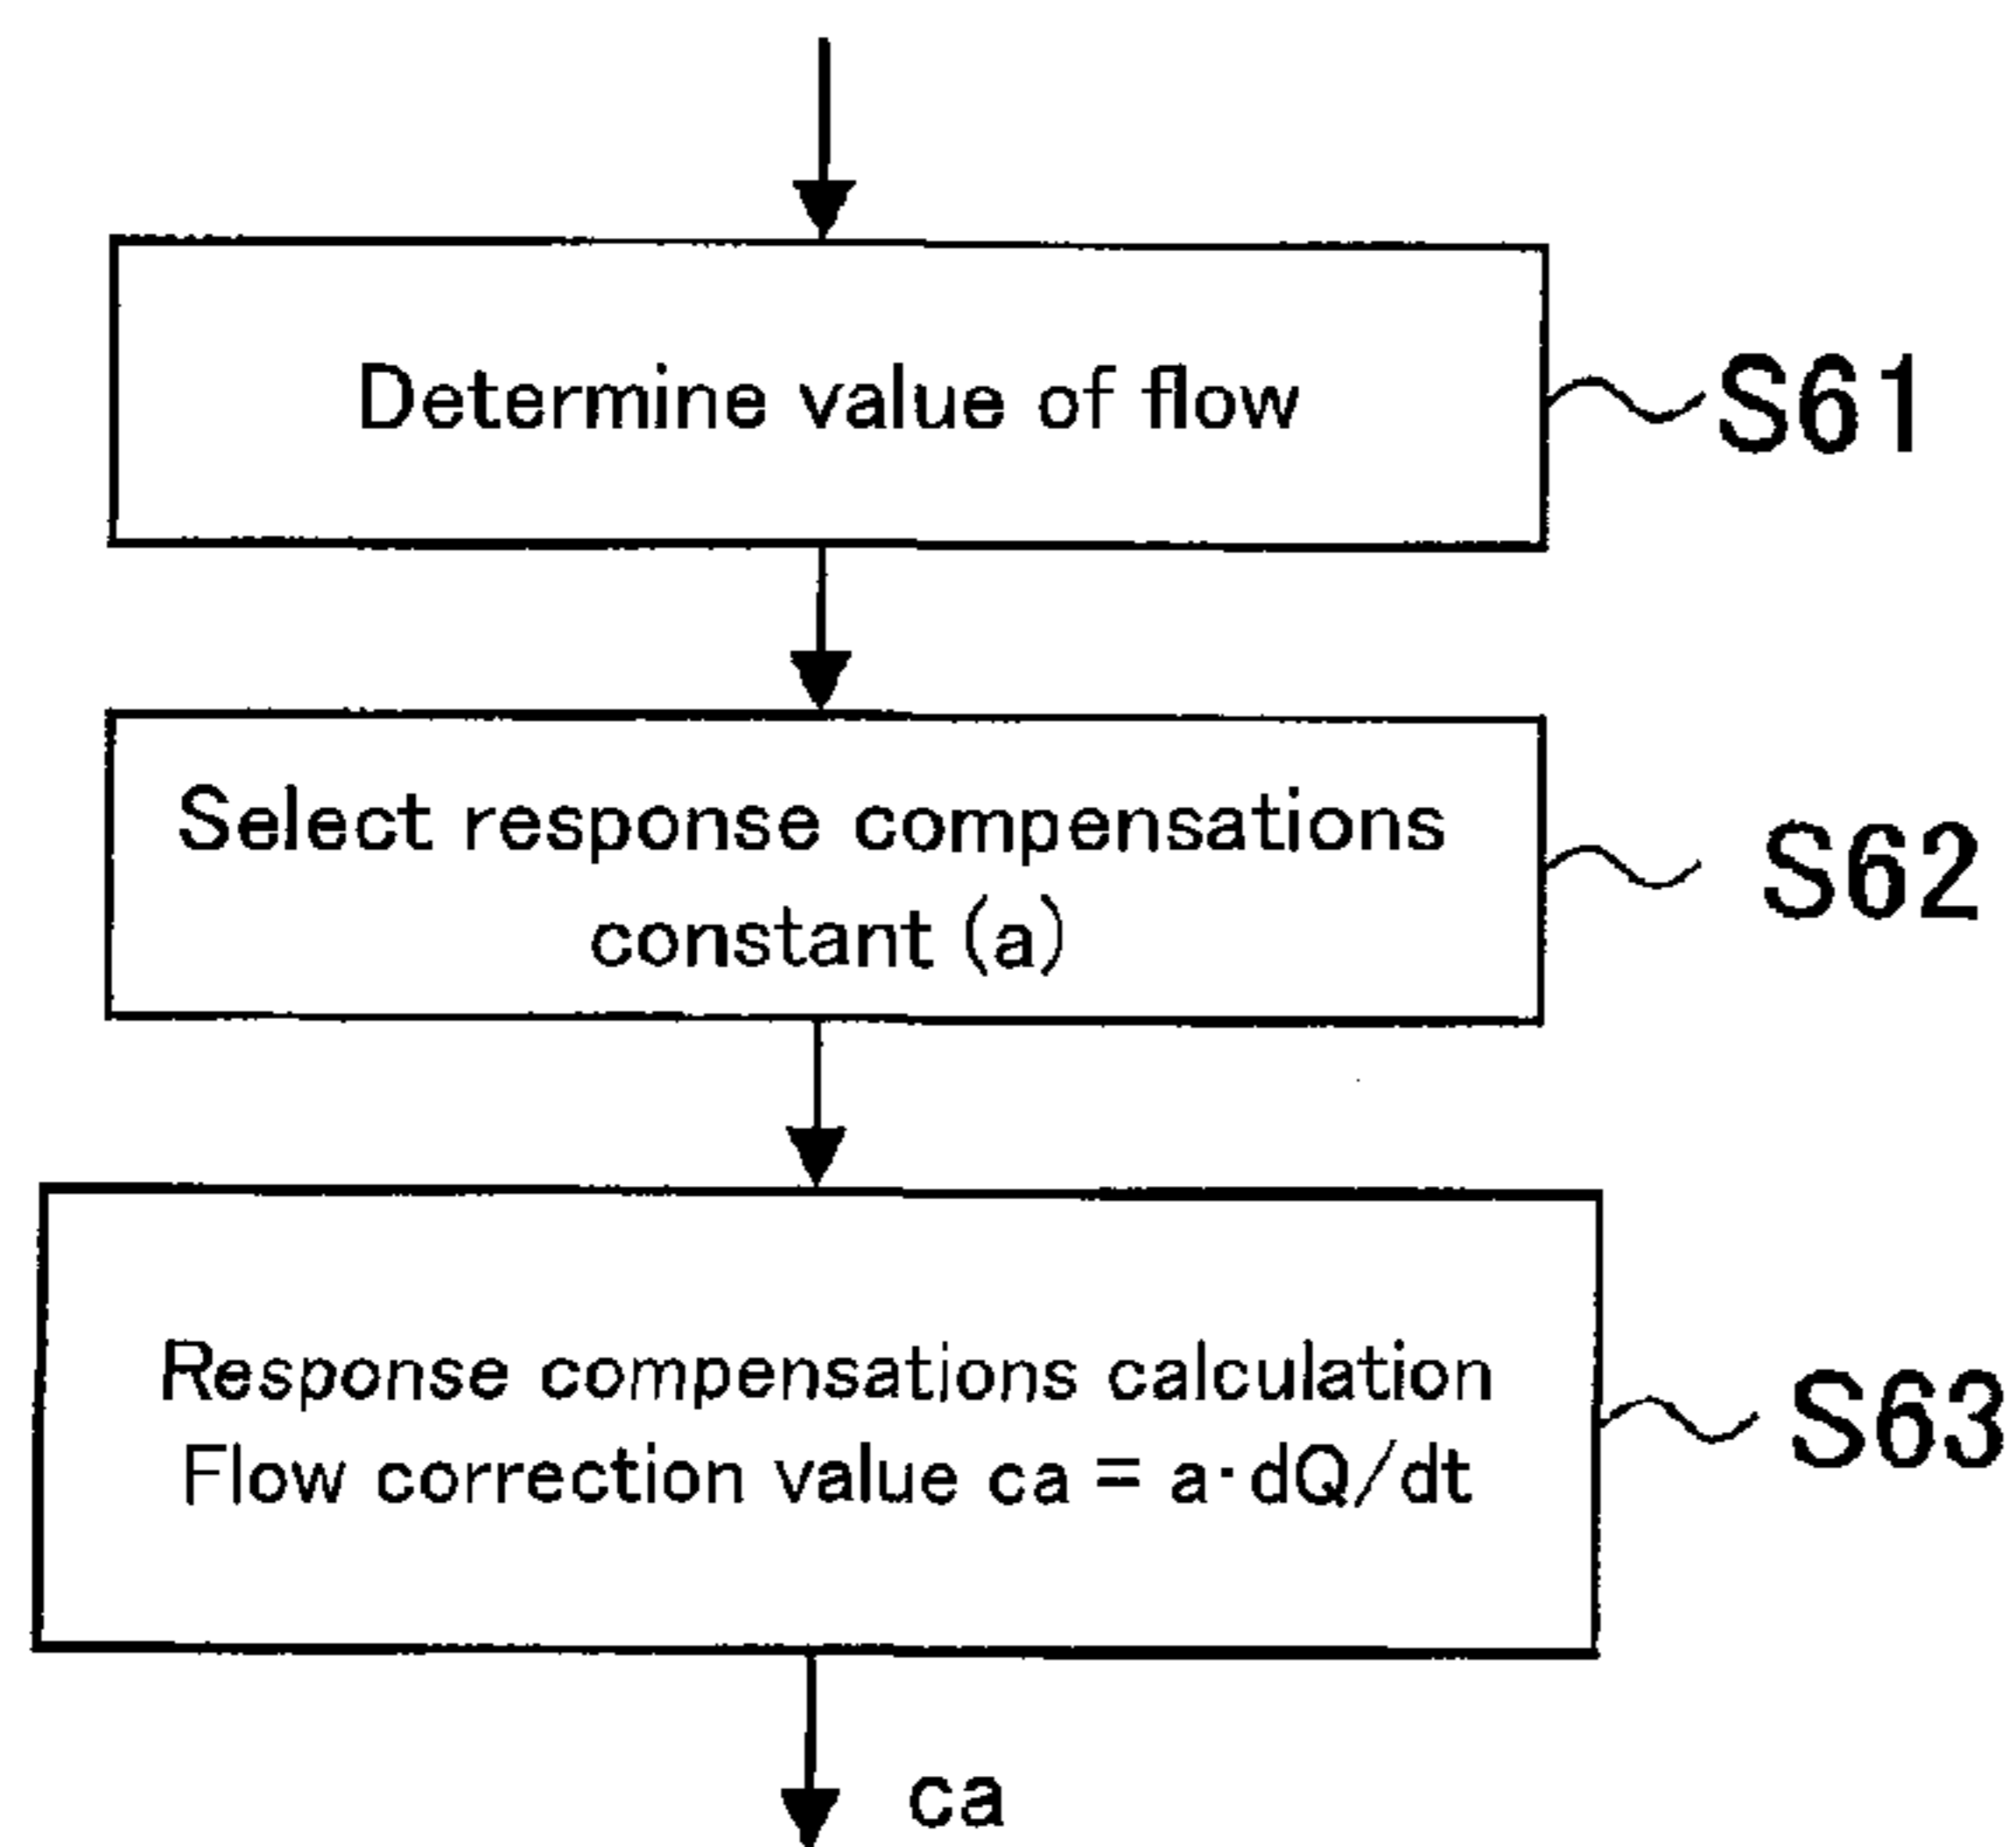 Determine value of flow
S61
Select response compensations
constant (a)
S62
Response compensations calculation
Flow correction value ca = a·dQ/dt
S63
ca